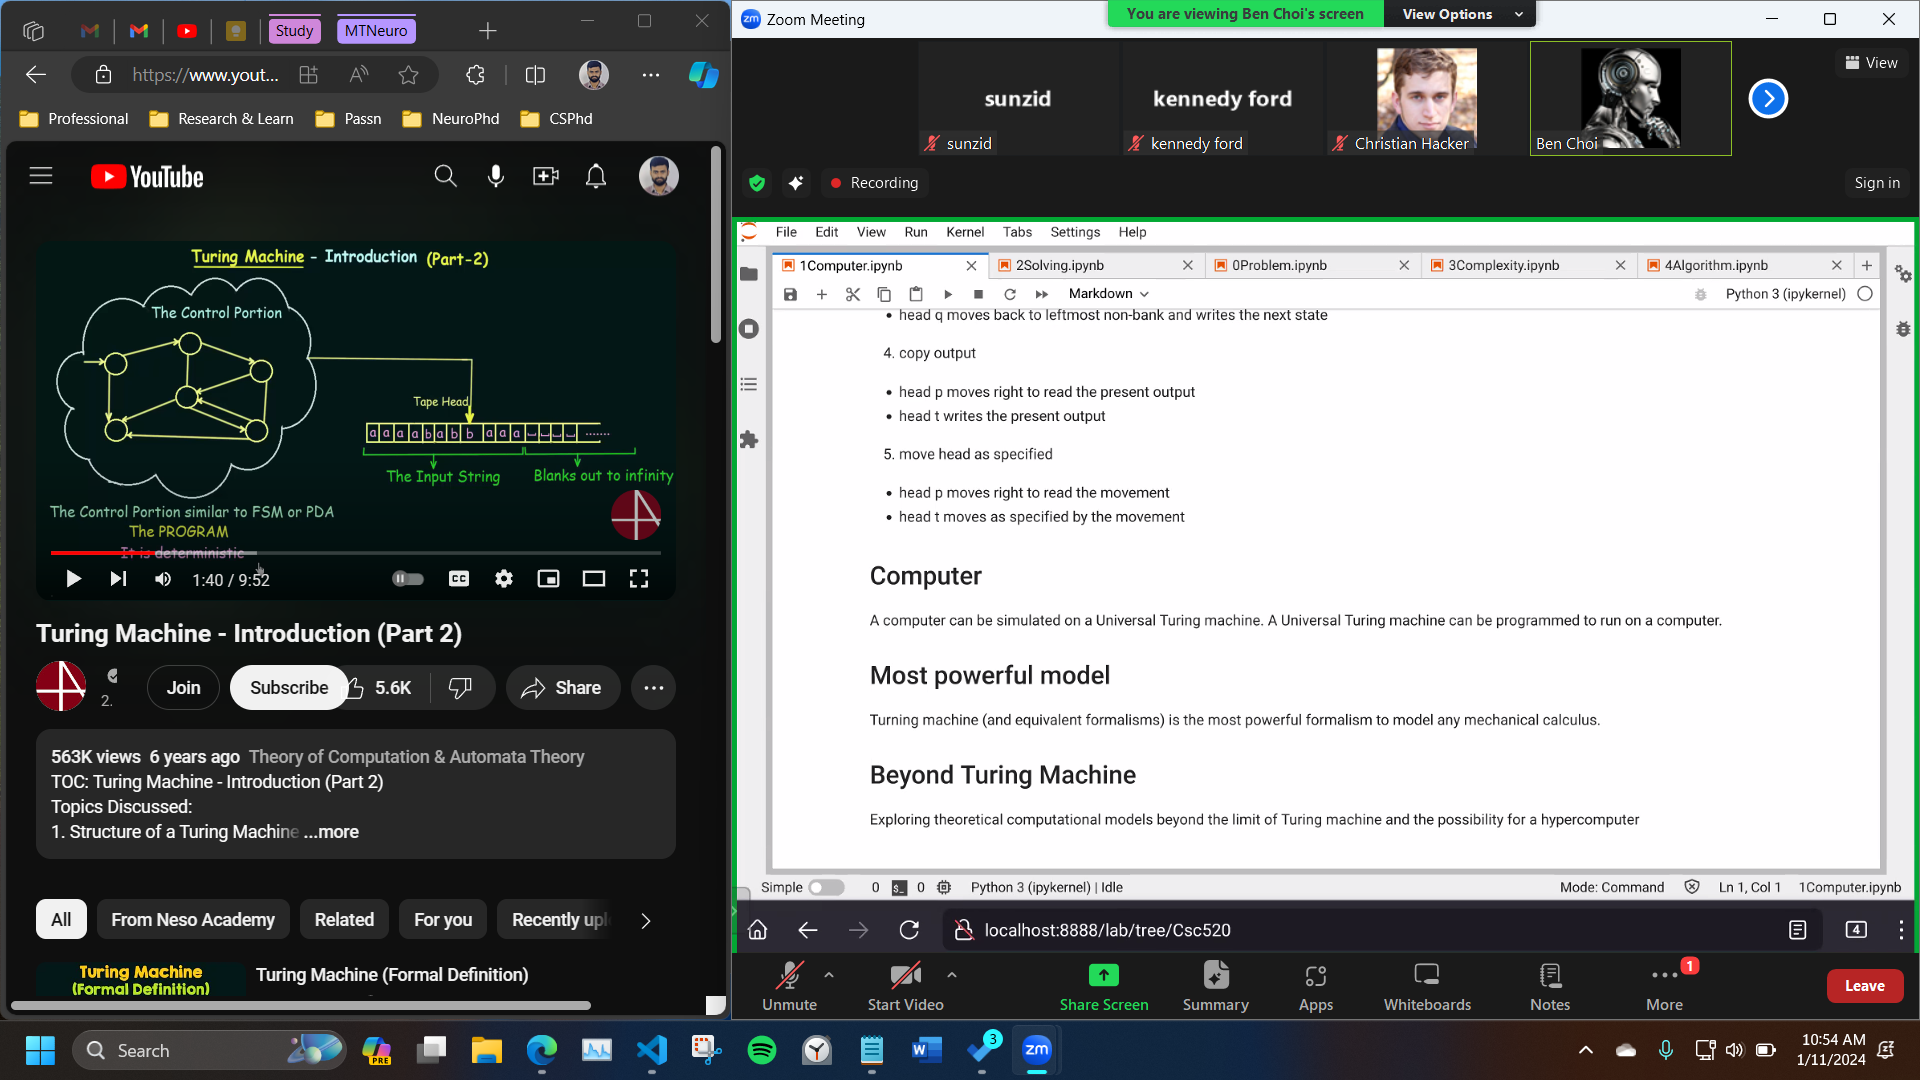 Study
MTNeuro
https://www.yout...
Professional
Research & Learn
Passn
NeuroPhd
CSPhd
YouTube
Turing Machine - Introduction (Part-2)
The Control Portion
Tape Head
a a a a b a b b a a a ␣ ␣ ␣ ␣ .......
The Input String
Blanks out to infinity
The Control Portion similar to FSM or PDA
The PROGRAM
It is deterministic
1:40 / 9:52
CC
Turing Machine - Introduction (Part 2)
2.
Join
Subscribe
5.6K
Share
563K views 6 years ago Theory of Computation & Automata Theory
TOC: Turing Machine - Introduction (Part 2)
Topics Discussed:
1. Structure of a Turing Machine ...more
All
From Neso Academy
Related
For you
Recently upl
Turing Machine
(Formal Definition)
Turing Machine (Formal Definition)
zm Zoom Meeting
You are viewing Ben Choi's screen
View Options
sunzid
kennedy ford
sunzid
kennedy ford
Christian Hacker
Ben Choi
View
Recording
Sign in
File Edit View Run Kernel Tabs Settings Help
1Computer.ipynb
2Solving.ipynb
0Problem.ipynb
3Complexity.ipynb
4Algorithm.ipynb
Markdown
Python 3 (ipykernel)
• head q moves back to leftmost non-bank and writes the next state
4. copy output
• head p moves right to read the present output
• head t writes the present output
5. move head as specified
• head p moves right to read the movement
• head t moves as specified by the movement
Computer
A computer can be simulated on a Universal Turing machine. A Universal Turing machine can be programmed to run on a computer.
Most powerful model
Turning machine (and equivalent formalisms) is the most powerful formalism to model any mechanical calculus.
Beyond Turing Machine
Exploring theoretical computational models beyond the limit of Turing machine and the possibility for a hypercomputer
Simple
0
0
Python 3 (ipykernel) | Idle
Mode: Command
Ln 1, Col 1
1Computer.ipynb
localhost:8888/lab/tree/Csc520
4
Unmute
Start Video
Share Screen
Summary
Apps
Whiteboards
Notes
1
More
Leave
Search
PRE
W
3
zm
10:54 AM
1/11/2024